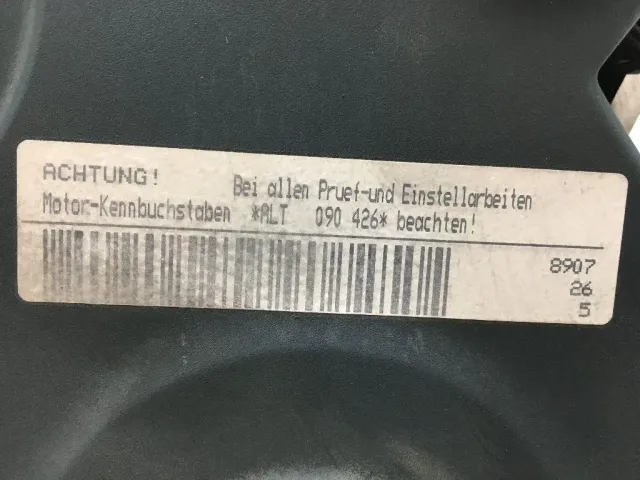 ACHTUNG! Bei allen Pruef-und Einstellarbeiten
Motor-Kennbuchstaben *ALT 090 426* beachten!
8907
26
5